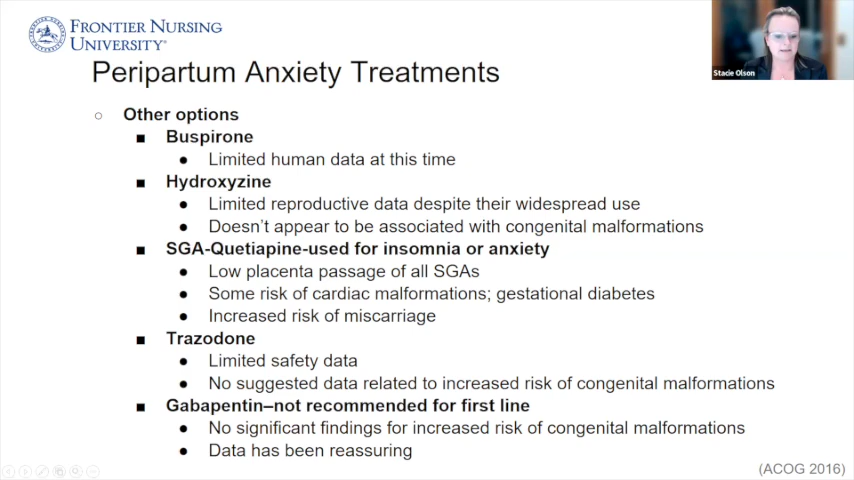 FRONTIER NURSING
UNIVERSITY®
Peripartum Anxiety Treatments
Stacie Olson
Other options
Buspirone
Limited human data at this time
Hydroxyzine
Limited reproductive data despite their widespread use
Doesn't appear to be associated with congenital malformations
SGA-Quetiapine-used for insomnia or anxiety
Low placenta passage of all SGAs
Some risk of cardiac malformations; gestational diabetes
Increased risk of miscarriage
Trazodone
Limited safety data
No suggested data related to increased risk of congenital malformations
Gabapentin–not recommended for first line
No significant findings for increased risk of congenital malformations
Data has been reassuring
(ACOG 2016)